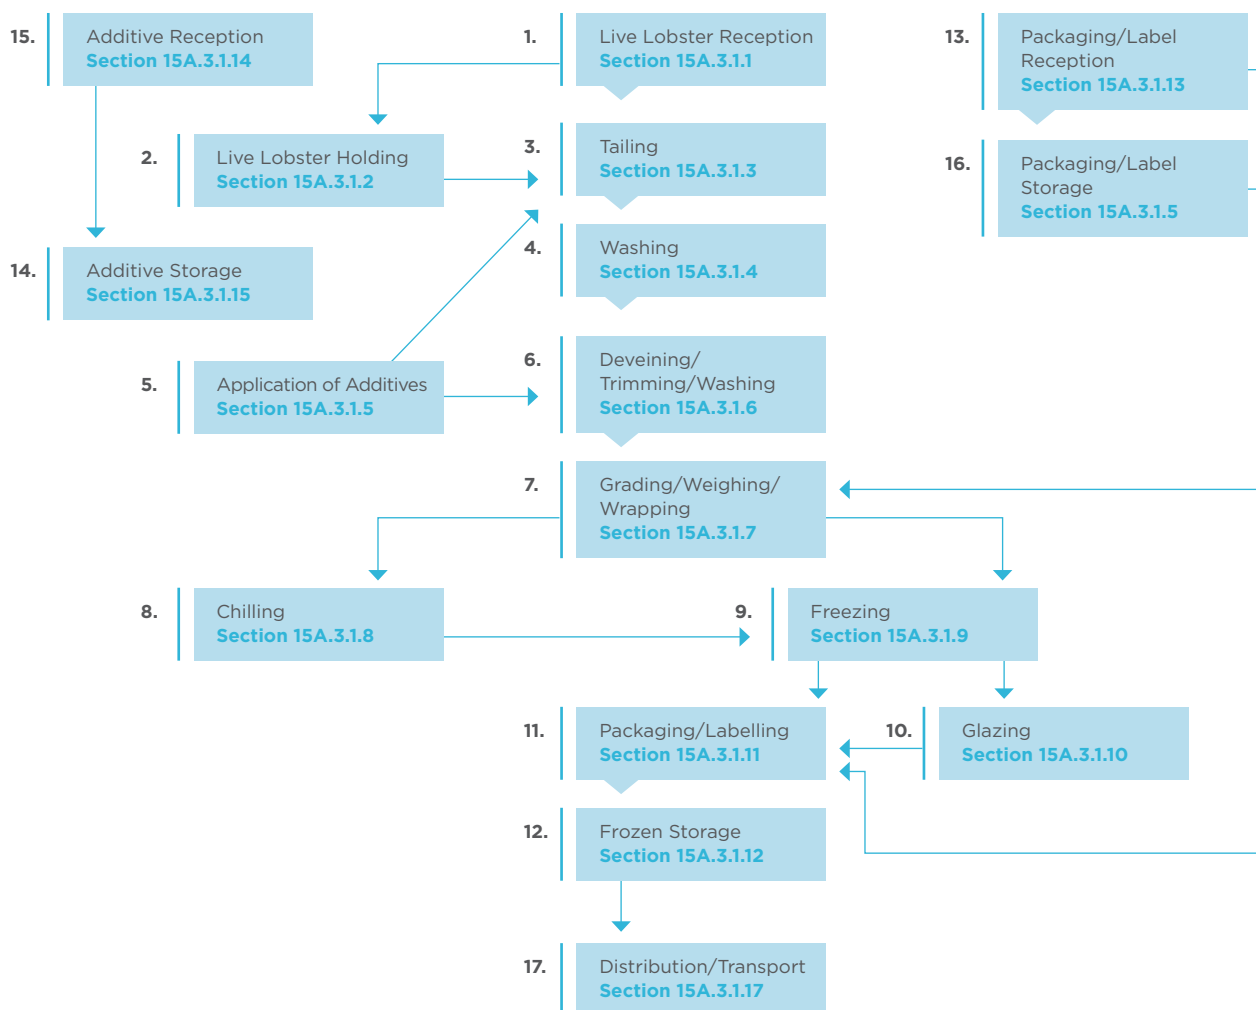 15.
Additive Reception
Section 15A.3.1.14
1.
Live Lobster Reception
Section 15A.3.1.1
13.
Packaging/Label
Reception
Section 15A.3.1.13
2.
Live Lobster Holding
Section 15A.3.1.2
3.
Tailing
Section 15A.3.1.3
16.
Packaging/Label
Storage
Section 15A.3.1.5
14.
Additive Storage
Section 15A.3.1.15
4.
Washing
Section 15A.3.1.4
5.
Application of Additives
Section 15A.3.1.5
6.
Deveining/
Trimming/Washing
Section 15A.3.1.6
7.
Grading/Weighing/
Wrapping
Section 15A.3.1.7
8.
Chilling
Section 15A.3.1.8
9.
Freezing
Section 15A.3.1.9
11.
Packaging/Labelling
Section 15A.3.1.11
10.
Glazing
Section 15A.3.1.10
12.
Frozen Storage
Section 15A.3.1.12
17.
Distribution/Transport
Section 15A.3.1.17